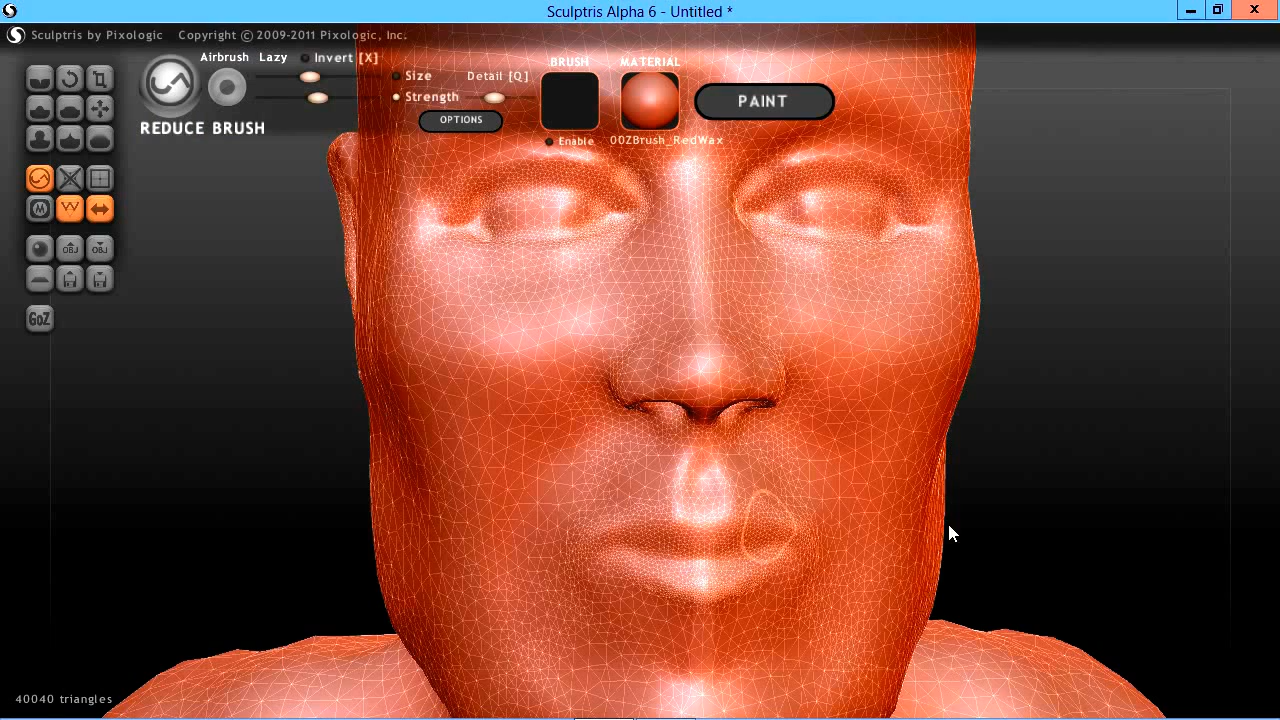 Sculptris Alpha 6 - Untitled *
Sculptris by Pixologic Copyright © 2009-2011 Pixologic, Inc.
Airbrush Lazy Invert [X]
Size Detail [Q]
Strength
OPTIONS
REDUCE BRUSH
BRUSH
Enable
MATERIAL
00ZBrush_RedWax
PAINT
OBJ OBJ
GoZ
40040 triangles